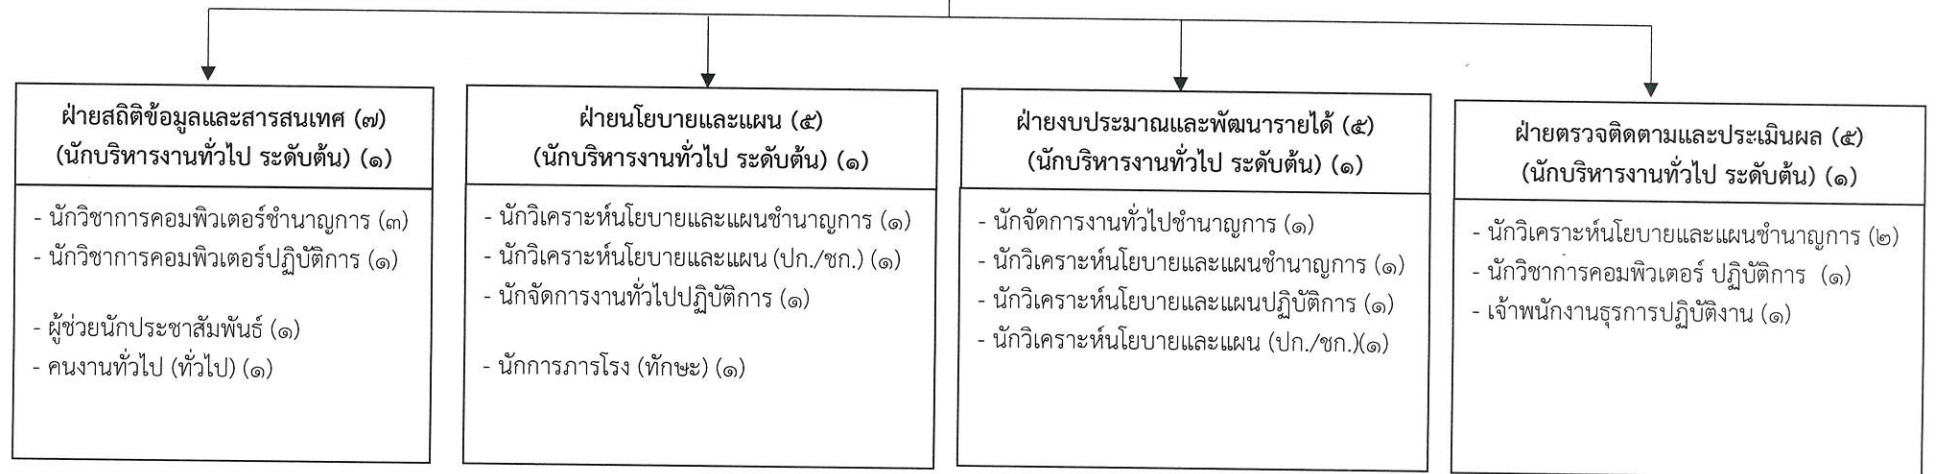 ฝ่ายสถิติข้อมูลและสารสนเทศ (๗)
(นักบริหารงานทั่วไป ระดับต้น) (๑)
- นักวิชาการคอมพิวเตอร์ชำนาญการ (๓)
- นักวิชาการคอมพิวเตอร์ปฏิบัติการ (๑)
- ผู้ช่วยนักประชาสัมพันธ์ (๑)
- คนงานทั่วไป (ทั่วไป) (๑)
ฝ่ายนโยบายและแผน (๕)
(นักบริหารงานทั่วไป ระดับต้น) (๑)
- นักวิเคราะห์นโยบายและแผนชำนาญการ (๑)
- นักวิเคราะห์นโยบายและแผน (ปก./ชก.) (๑)
- นักจัดการงานทั่วไปปฏิบัติการ (๑)
- นักการภารโรง (ทักษะ) (๑)
ฝ่ายงบประมาณและพัฒนารายได้ (๕)
(นักบริหารงานทั่วไป ระดับต้น) (๑)
- นักจัดการงานทั่วไปชำนาญการ (๑)
- นักวิเคราะห์นโยบายและแผนชำนาญการ (๑)
- นักวิเคราะห์นโยบายและแผนปฏิบัติการ (๑)
- นักวิเคราะห์นโยบายและแผน (ปก./ชก.)(๑)
ฝ่ายตรวจติดตามและประเมินผล (๕)
(นักบริหารงานทั่วไป ระดับต้น) (๑)
- นักวิเคราะห์นโยบายและแผนชำนาญการ (๒)
- นักวิชาการคอมพิวเตอร์ ปฏิบัติการ (๑)
- เจ้าพนักงานธุรการปฏิบัติงาน (๑)